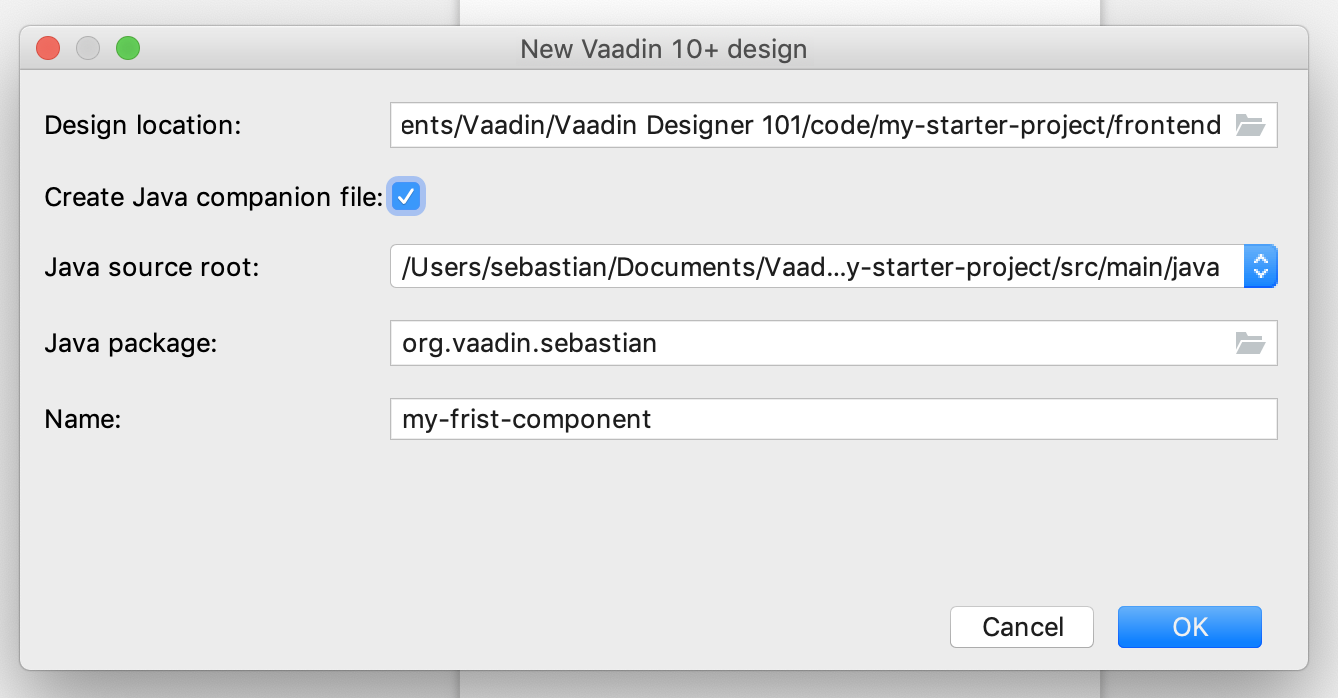 New Vaadin 10+ design
Design location: ents/Vaadin/Vaadin Designer 101/code/my-starter-project/frontend
Create Java companion file:
Java source root: /Users/sebastian/Documents/Vaad...y-starter-project/src/main/java
Java package: org.vaadin.sebastian
Name: my-frist-component
Cancel OK